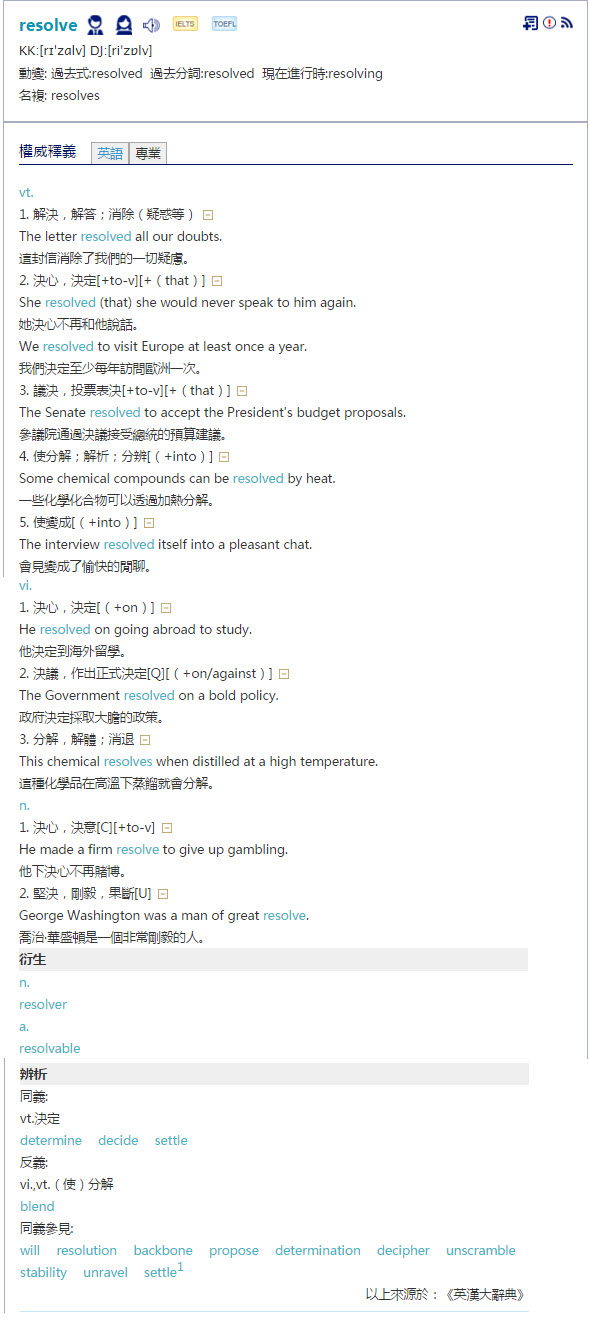 resolve IELTS TOEFL
KK:[rɪˈzɑlv] DJ:[riˈzɒlv]
動變: 過去式:resolved 過去分詞:resolved 現在進行時:resolving
名複: resolves
權威釋義 英語 專業
vt.
1. 解決，解答；消除（疑惑等）
The letter resolved all our doubts.
這封信消除了我們的一切疑慮。
2. 決心，決定[+to-v][+（that）]
She resolved (that) she would never speak to him again.
她決心不再和他說話。
We resolved to visit Europe at least once a year.
我們決定至少每年訪問歐洲一次。
3. 議決，投票表決[+to-v][+（that）]
The Senate resolved to accept the President's budget proposals.
參議院通過決議接受總統的預算建議。
4. 使分解；解析；分辨[（+into）]
Some chemical compounds can be resolved by heat.
一些化學化合物可以透過加熱分解。
5. 使變成[（+into）]
The interview resolved itself into a pleasant chat.
會見變成了愉快的閒聊。
vi.
1. 決心，決定[（+on）]
He resolved on going abroad to study.
他決定到海外留學。
2. 決議，作出正式決定[Q][（+on/against）]
The Government resolved on a bold policy.
政府決定採取大膽的政策。
3. 分解，解體；消退
This chemical resolves when distilled at a high temperature.
這種化學品在高溫下蒸餾就會分解。
n.
1. 決心，決意[C][+to-v]
He made a firm resolve to give up gambling.
他下決心不再賭博。
2. 堅決，剛毅，果斷[U]
George Washington was a man of great resolve.
喬治·華盛頓是一個非常剛毅的人。
衍生
n.
resolver
a.
resolvable
辨析
同義:
vt.決定
determine decide settle
反義:
vi.,vt.（使）分解
blend
同義參見:
will resolution backbone propose determination decipher unscramble
stability unravel settle1
以上來源於：《英漢大辭典》